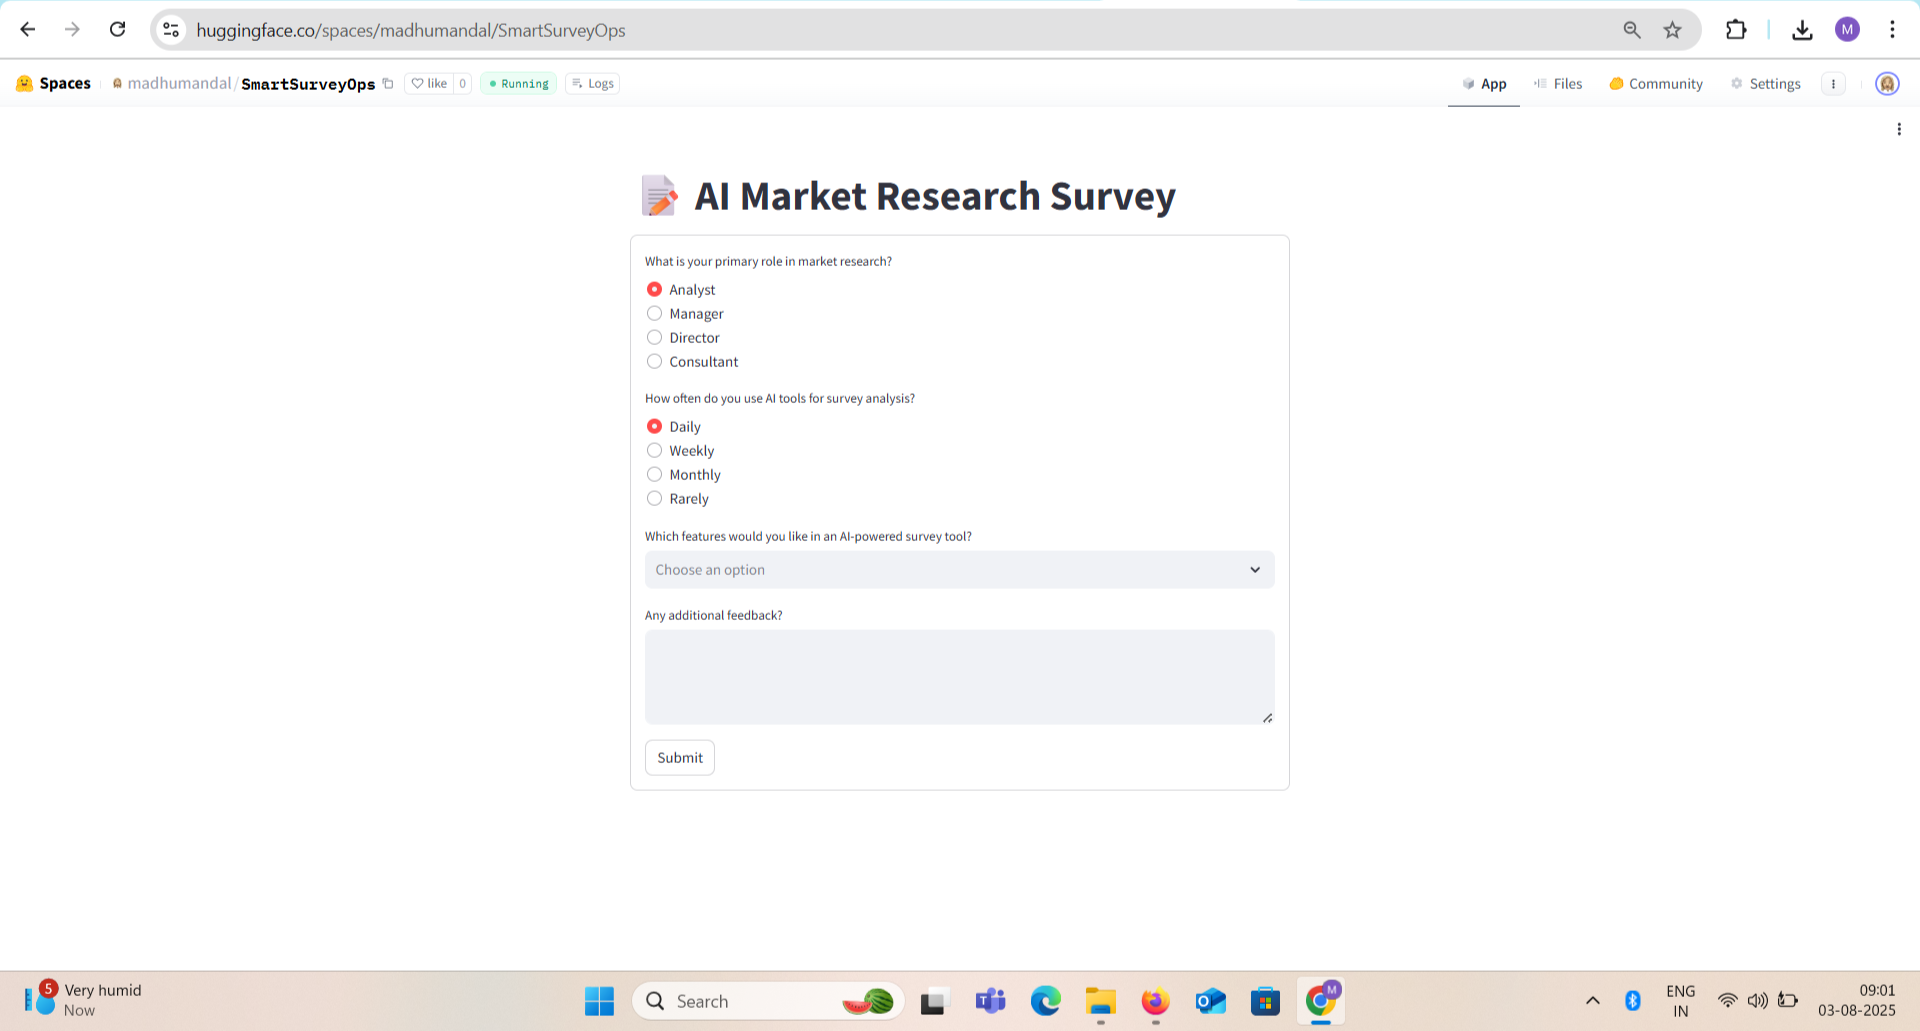 huggingface.co/spaces/madhumandal/SmartSurveyOps
M
Spaces madhumandal/SmartSurveyOps like 0 Running Logs
App Files Community Settings
AI Market Research Survey
What is your primary role in market research?
Analyst
Manager
Director
Consultant
How often do you use AI tools for survey analysis?
Daily
Weekly
Monthly
Rarely
Which features would you like in an AI-powered survey tool?
Choose an option
Any additional feedback?
Submit
5
Very humid
Now
Search
M
ENG
IN
09:01
03-08-2025